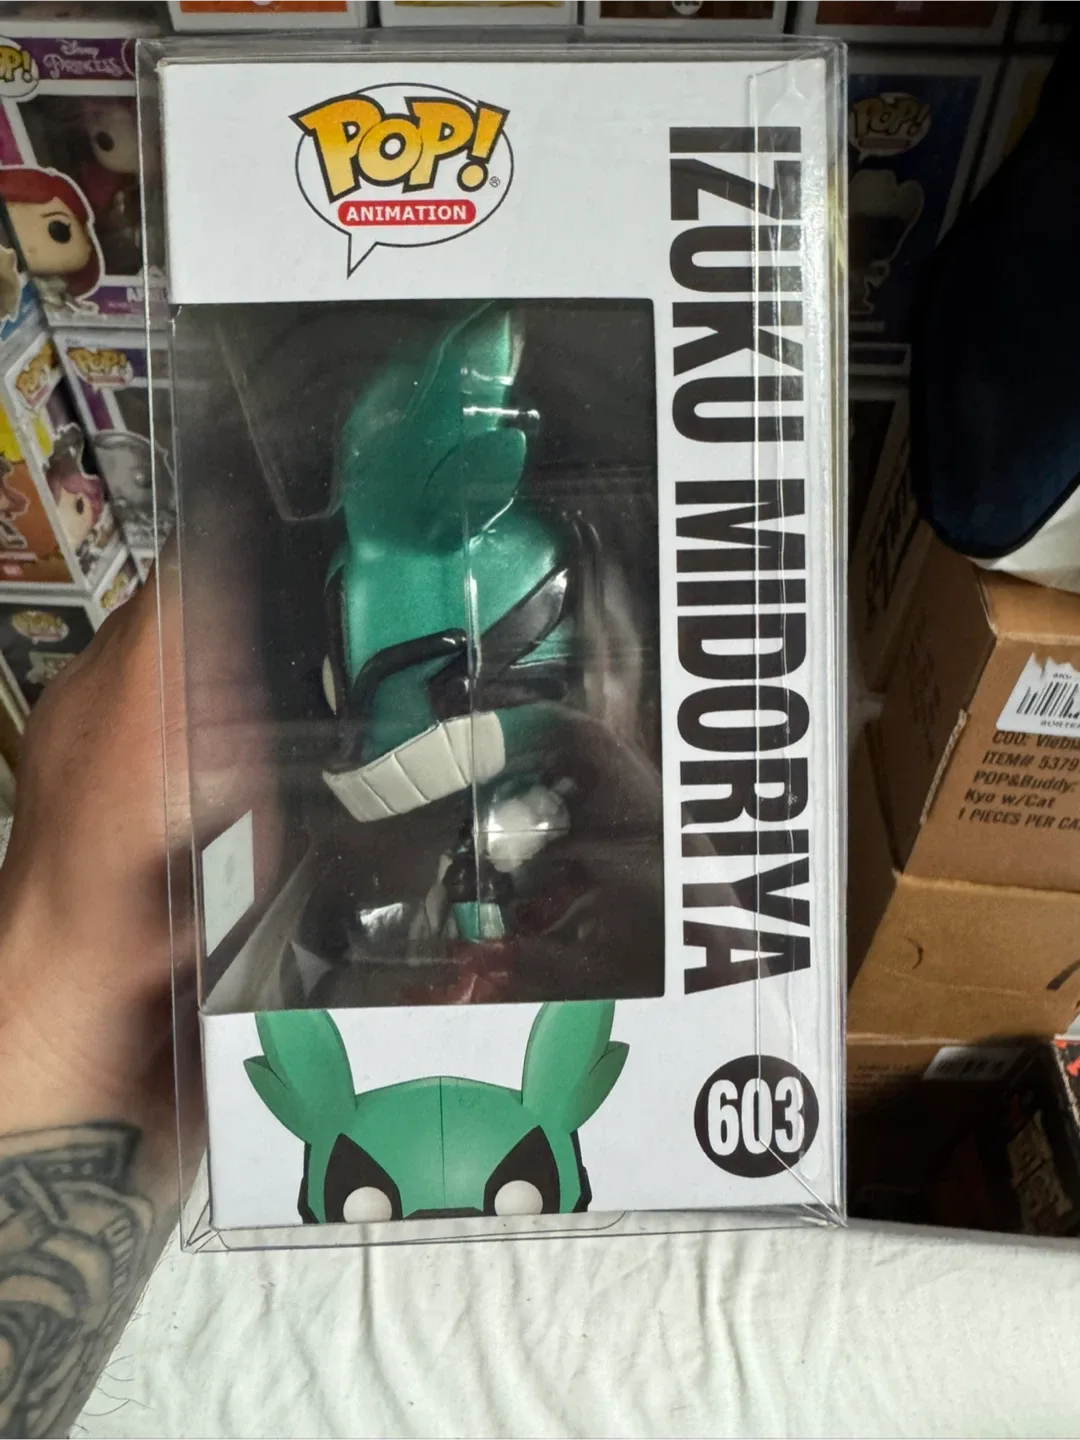 POP!
Disney
PRINCESS
POP!
POP!
®
ANIMATION
IZUKU MIDORIYA
603
POP!
POP!
POP!
ITEM# 5379
POP&Buddy:
Kyo w/Cat
1 PIECES PER CA